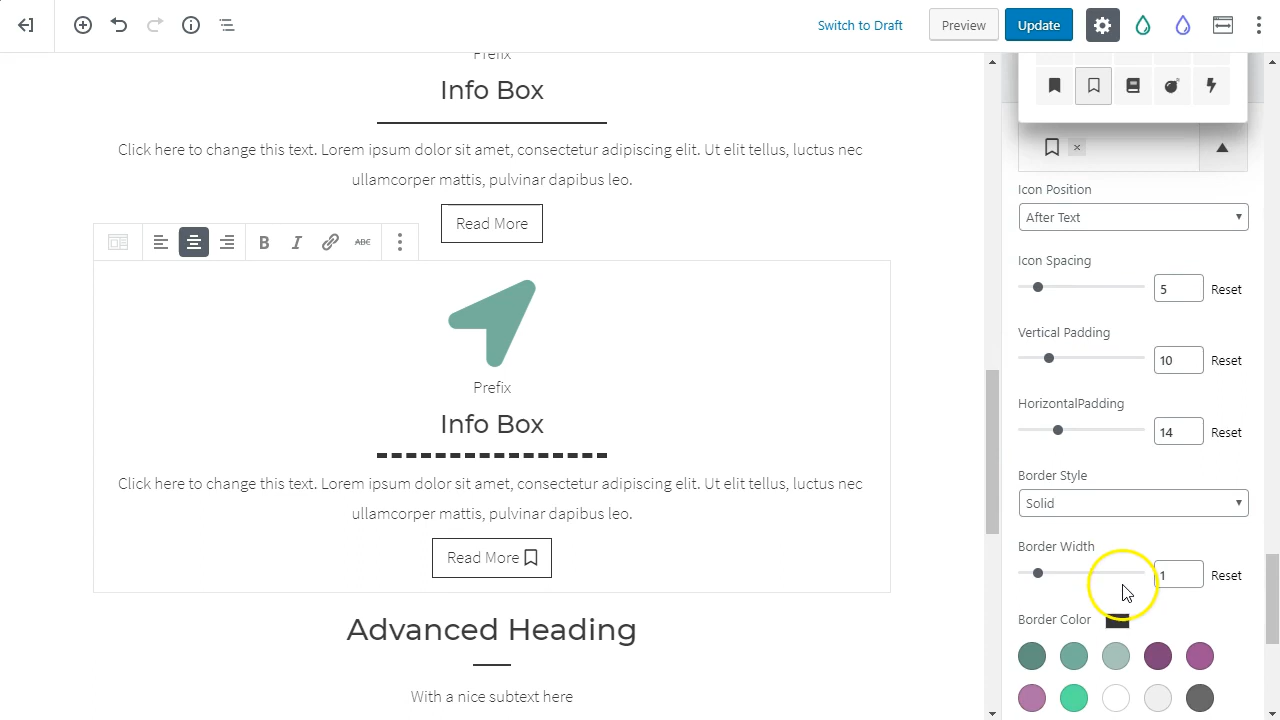 Switch to Draft
Preview
Update
Prefix
Info Box
Click here to change this text. Lorem ipsum dolor sit amet, consectetur adipiscing elit. Ut elit tellus, luctus nec
ullamcorper mattis, pulvinar dapibus leo.
Read More
B I ABC
Prefix
Info Box
Click here to change this text. Lorem ipsum dolor sit amet, consectetur adipiscing elit. Ut elit tellus, luctus nec
ullamcorper mattis, pulvinar dapibus leo.
Read More
Advanced Heading
With a nice subtext here
×
Icon Position
After Text
Icon Spacing
5 Reset
Vertical Padding
10 Reset
HorizontalPadding
14 Reset
Border Style
Solid
Border Width
1 Reset
Border Color